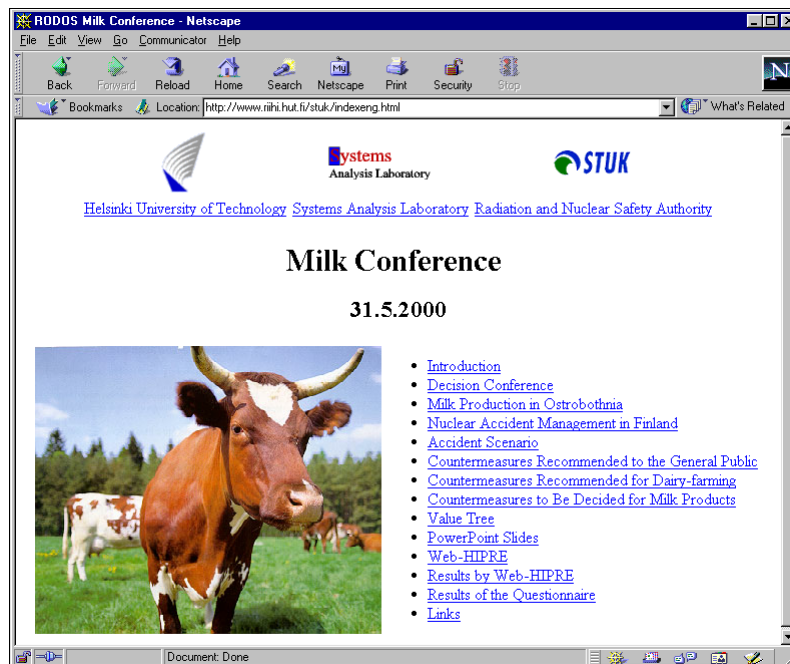 RODOS Milk Conference - Netscape
File Edit View Go Communicator Help
Back Forward Reload Home Search Netscape Print Security Stop
My
N
Bookmarks Location: http://www.riihi.hut.fi/stuk/indexeng.html What's Related
Systems
Analysis Laboratory
STUK
Helsinki University of Technology Systems Analysis Laboratory Radiation and Nuclear Safety Authority
Milk Conference
31.5.2000
Introduction
Decision Conference
Milk Production in Ostrobothnia
Nuclear Accident Management in Finland
Accident Scenario
Countermeasures Recommended to the General Public
Countermeasures Recommended for Dairy-farming
Countermeasures to Be Decided for Milk Products
Value Tree
PowerPoint Slides
Web-HIPRE
Results by Web-HIPRE
Results of the Questionnaire
Links
Document: Done